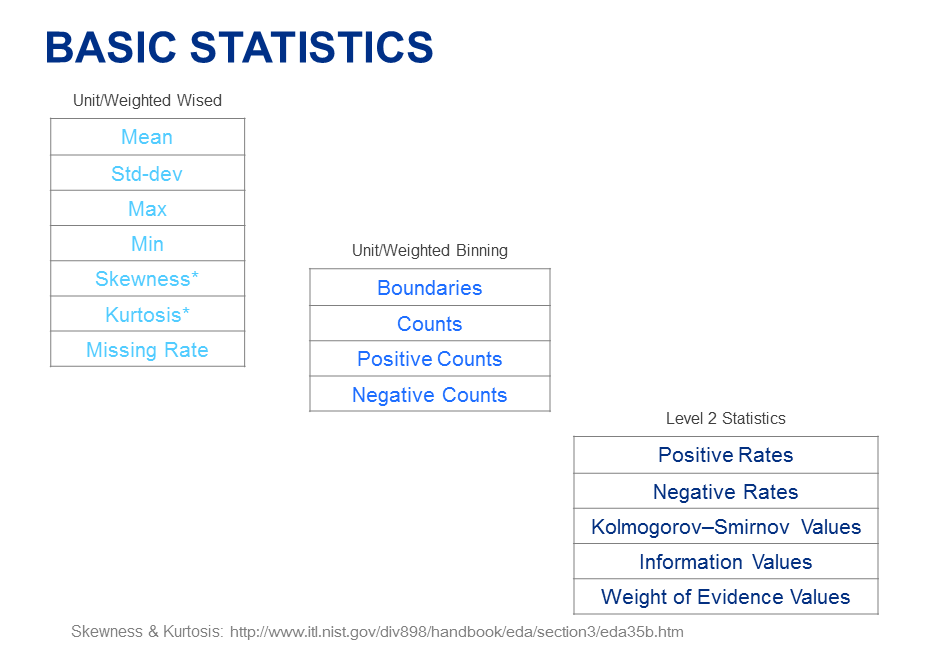 BASIC STATISTICS
Unit/Weighted Wised
Mean
Std-dev
Max
Min
Skewness*
Kurtosis*
Missing Rate
Unit/Weighted Binning
Boundaries
Counts
Positive Counts
Negative Counts
Level 2 Statistics
Positive Rates
Negative Rates
Kolmogorov–Smirnov Values
Information Values
Weight of Evidence Values
Skewness & Kurtosis: http://www.itl.nist.gov/div898/handbook/eda/section3/eda35b.htm